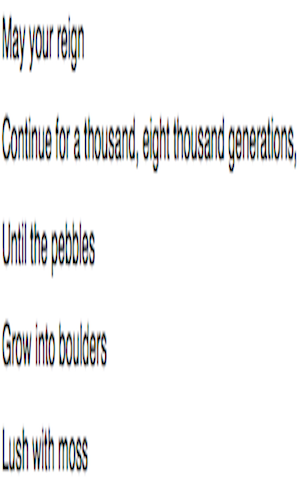 May your reign
Continue for a thousand, eight thousand generations,
Until the pebbles
Grow into boulders
Lush with moss